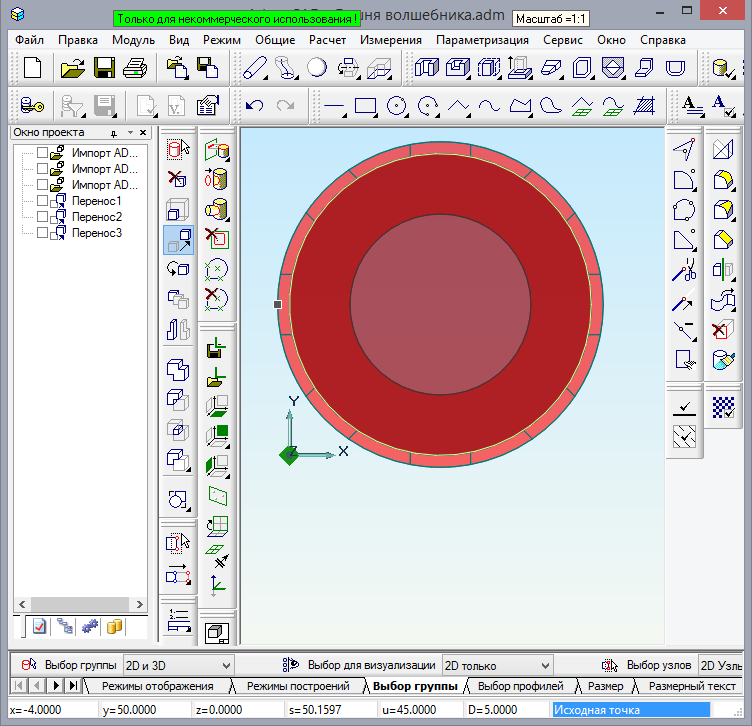 Только для некоммерческого использования !
ня волшебника.adm
Масштаб =1:1
Файл Правка Модуль Вид Режим Общие Расчет Измерения Параметризация Сервис Окно Справка
Окно проекта
Импорт AD...
Импорт AD...
Импорт AD...
Перенос1
Перенос2
Перенос3
Y
Z
X
Выбор группы 2D и 3D Выбор для визуализации 2D только Выбор узлов 2D Узлы
Режимы отображения Режимы построений Выбор группы Выбор профилей Размер Размерный текст
x=-4.0000 y=50.0000 z=0.0000 s=50.1597 u=45.0000 D=5.0000 Исходная точка